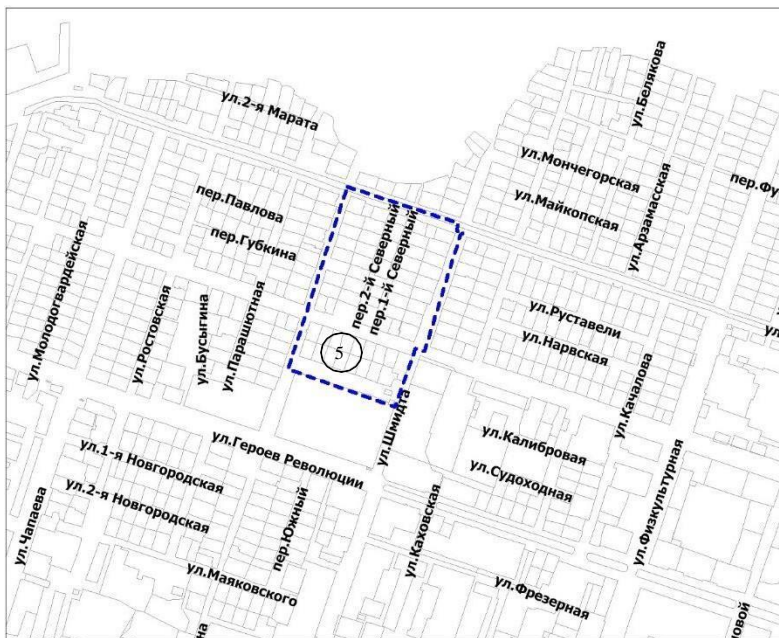 ул.2-я Марата
ул.Белякова
ул.Мончегорская
ул.Майкопская
ул.Арзамасская
пер.Фу
пер.Павлова
пер.Губкина
пер.2-й Северный
пер.1-й Северный
ул.Молодогвардейская
ул.Ростовская
ул.Бусыгина
ул.Парашютная
5
ул.Руставели
ул.Нарвская
ул.Качалова
ул.Шмидта
ул.Героев Революции
ул.Калибровая
ул.Судоходная
ул.Физкультурная
ул.1-я Новгородская
ул.2-я Новгородская
ул.Чапаева
пер.Южный
ул.Каховская
ул.Маяковского
ул.Фрезерная
новой
на